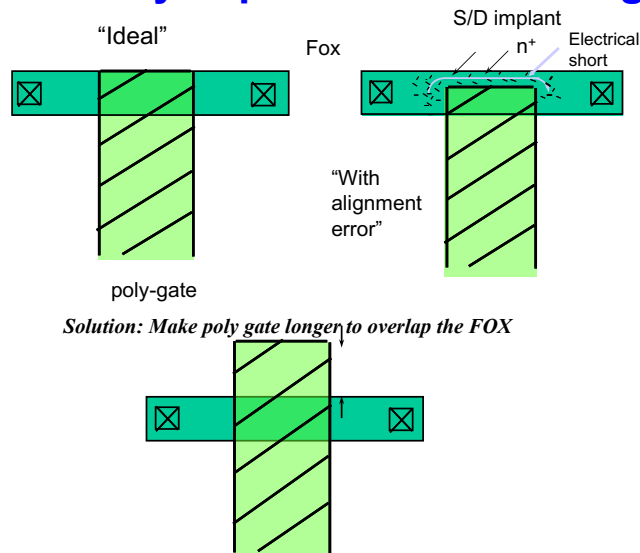 “Ideal”
Fox
S/D implant
n+
Electrical
short
“With
alignment
error”
poly-gate
Solution: Make poly gate longer to overlap the FOX